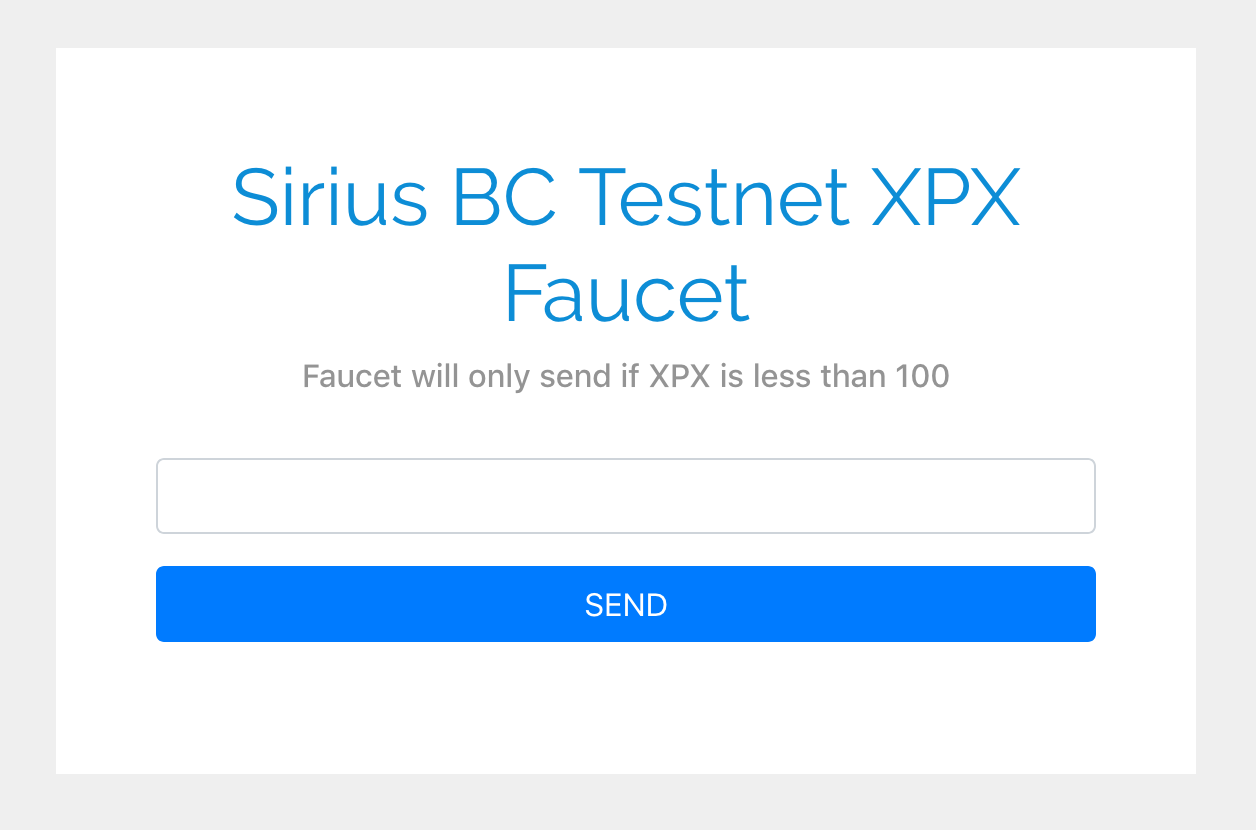 Sirius BC Testnet XPX
Faucet
Faucet will only send if XPX is less than 100
SEND